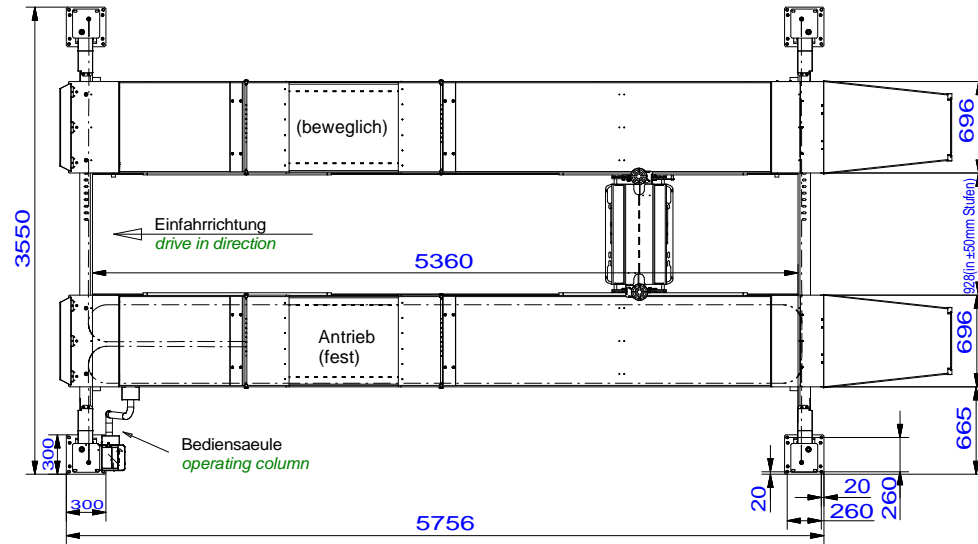 (beweglich)
696
3550
Einfahrrichtung
drive in direction
5360
928(in ±50mm Stufen)
Antrieb
(fest)
696
Bediensaeule
operating column
300
300
665
20
20
260
260
5756